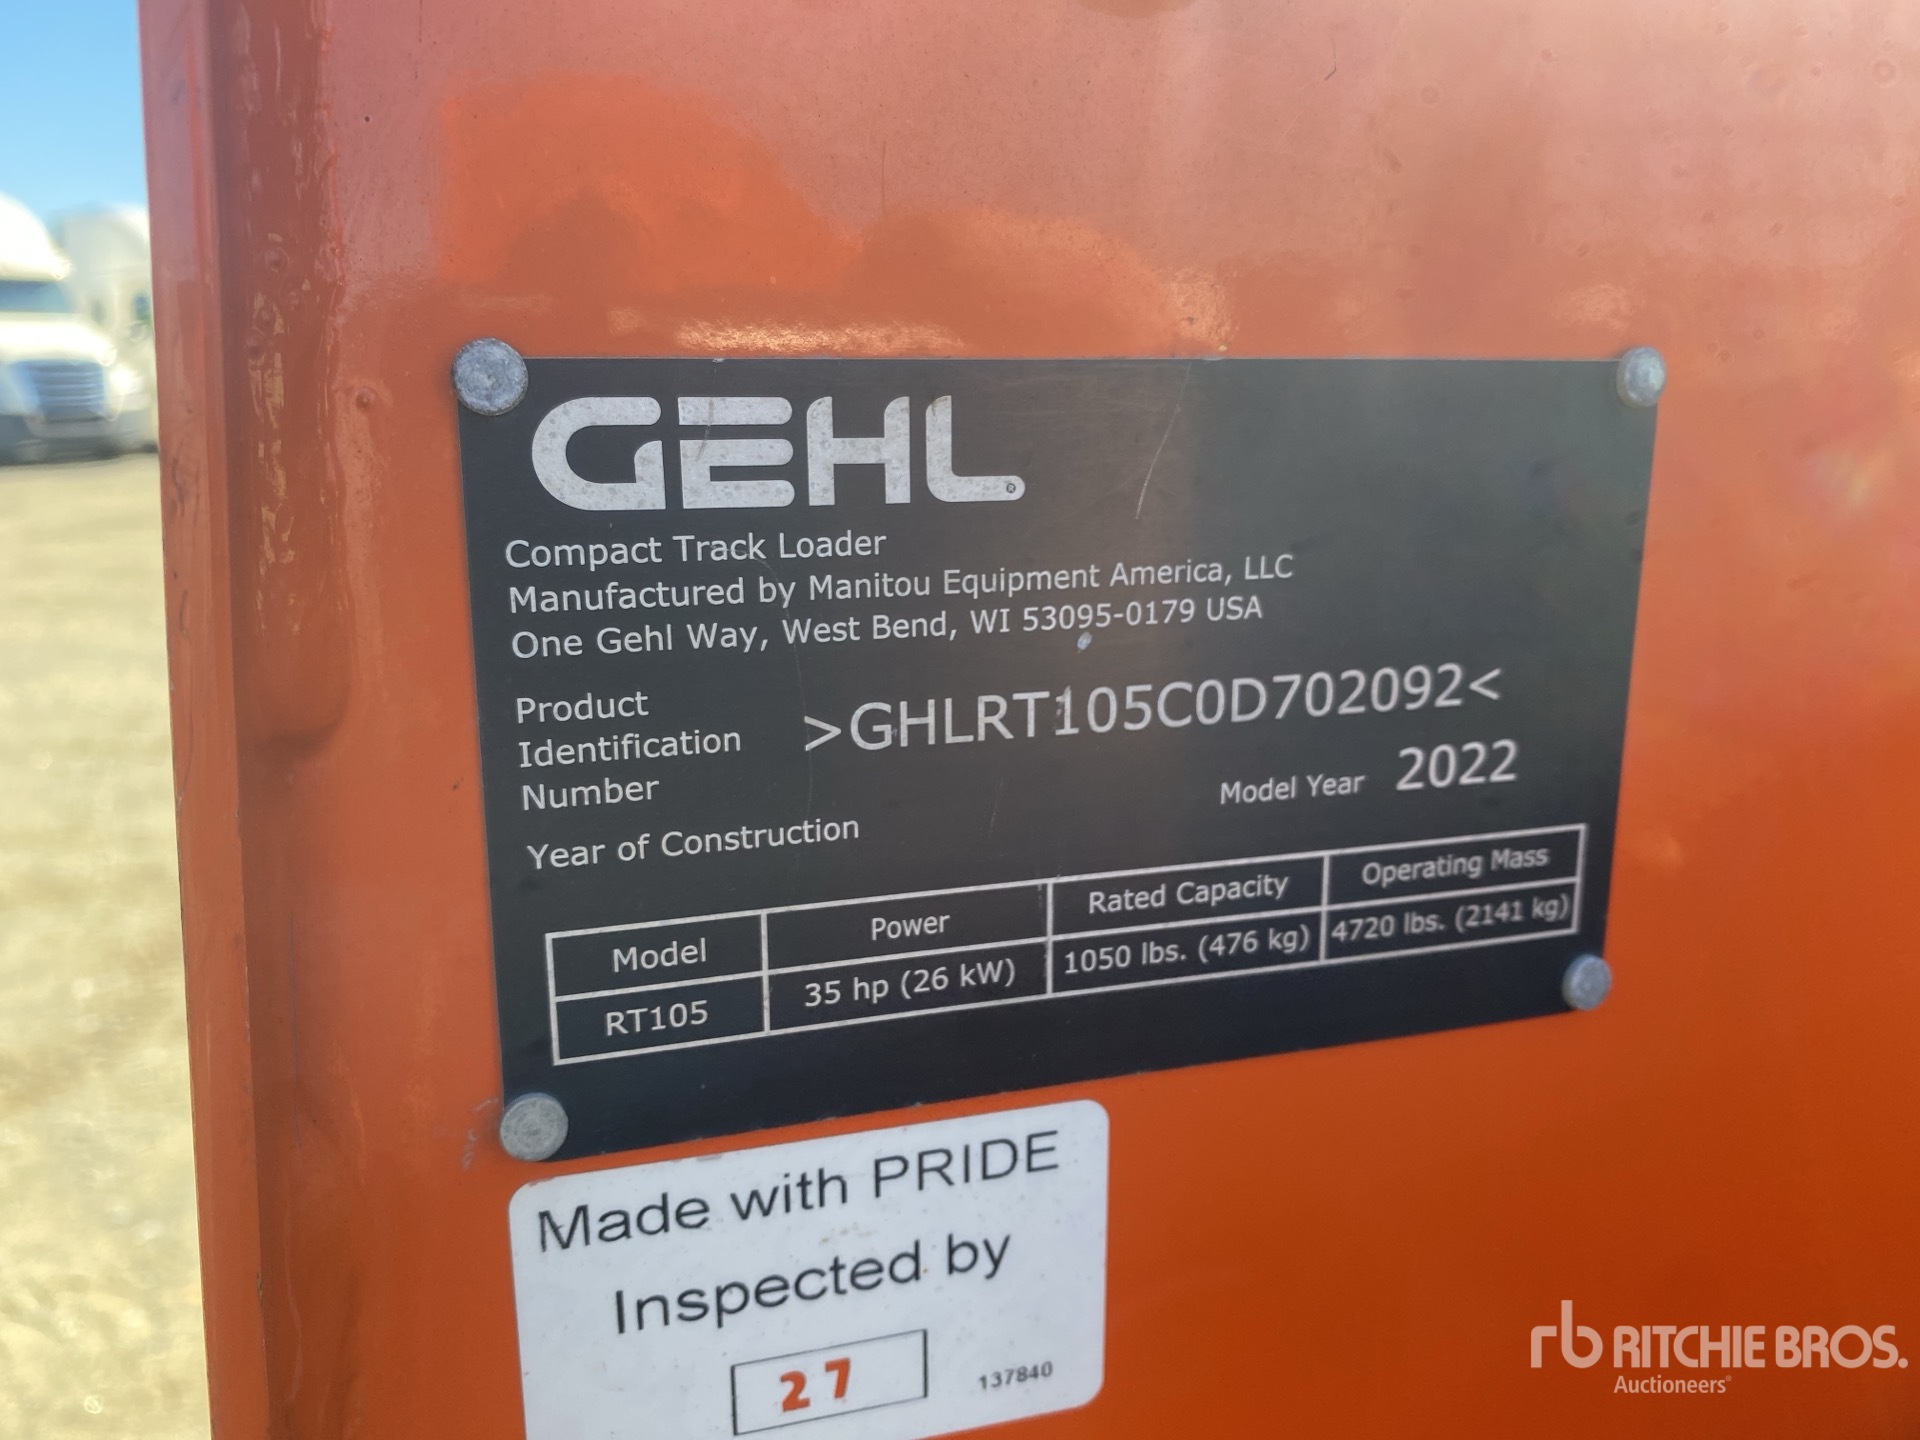 GEHL®
Compact Track Loader
Manufactured by Manitou Equipment America, LLC
One Gehl Way, West Bend, WI 53095-0179 USA
Product
Identification
Number
>GHLRT105C0D702092<
Model Year 2022
Year of Construction
Model Power Rated Capacity Operating Mass
RT105 35 hp (26 kW) 1050 lbs. (476 kg) 4720 lbs. (2141 kg)
Made with PRIDE
Inspected by
27 137840
rb RITCHIE BROS.
Auctioneers®